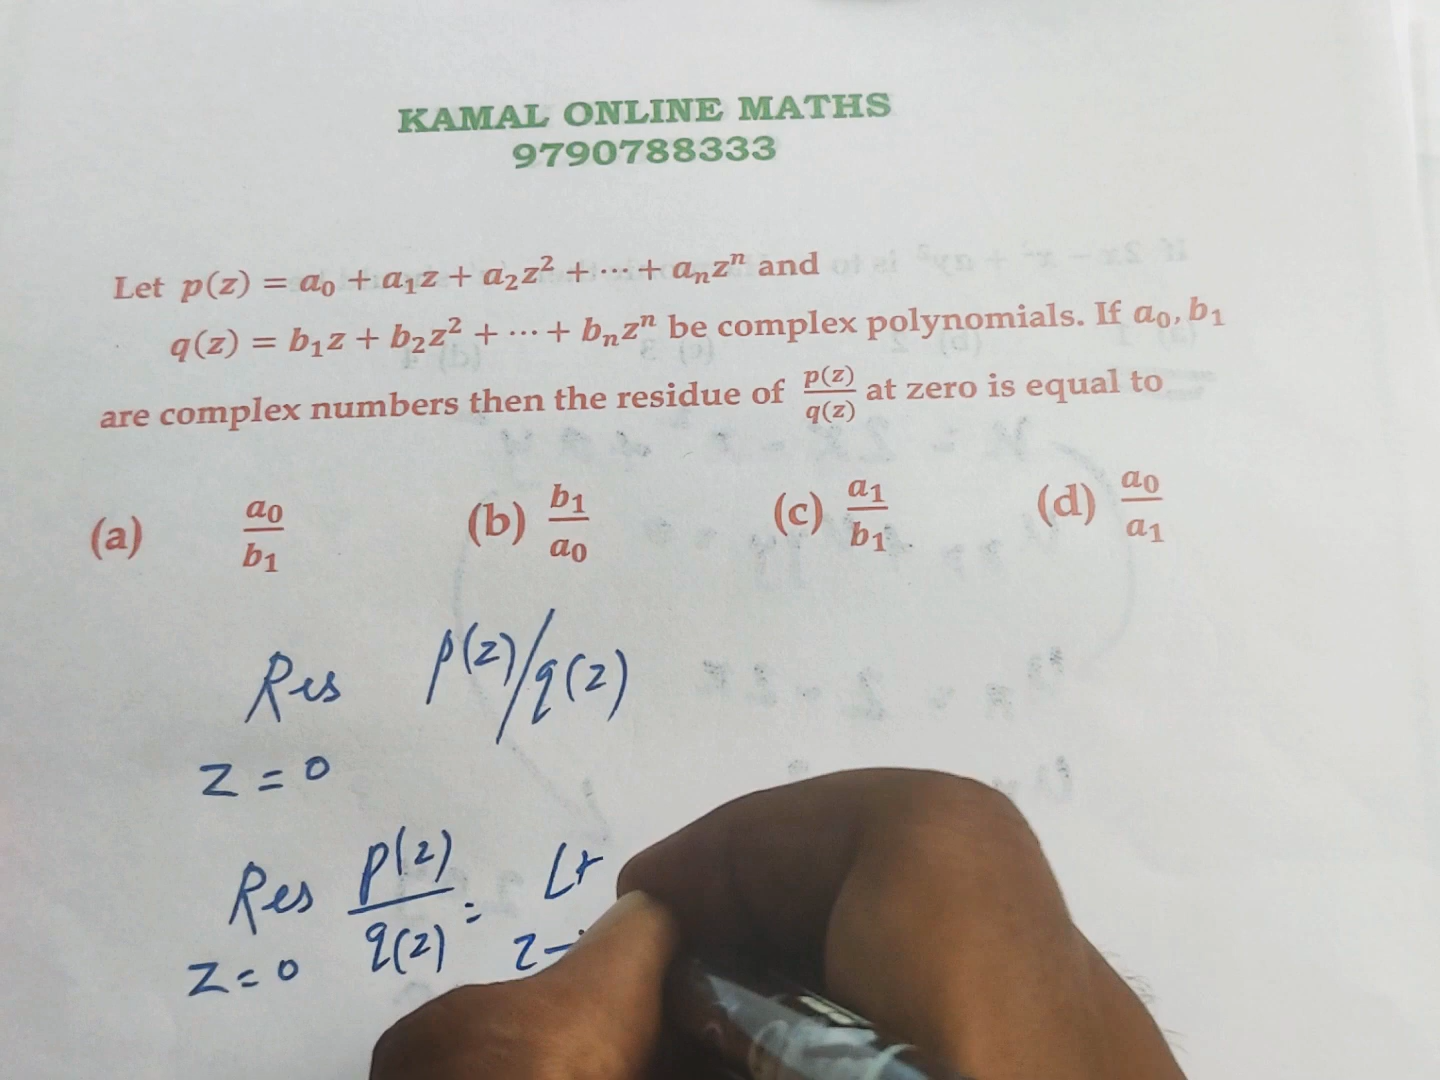 KAMAL ONLINE MATHS
9790788333
Let p(z) = a₀ + a₁z + a₂z² + ⋯ + aₙzⁿ and
q(z) = b₁z + b₂z² + ⋯ + bₙzⁿ be complex polynomials. If a₀, b₁
are complex numbers then the residue of p(z)/q(z) at zero is equal to
(a) a₀/b₁ (b) b₁/a₀ (c) a₁/b₁ (d) a₀/a₁
Res p(z)/q(z)
z = 0
Res p(z)/q(z) = Lt
z=0 z→